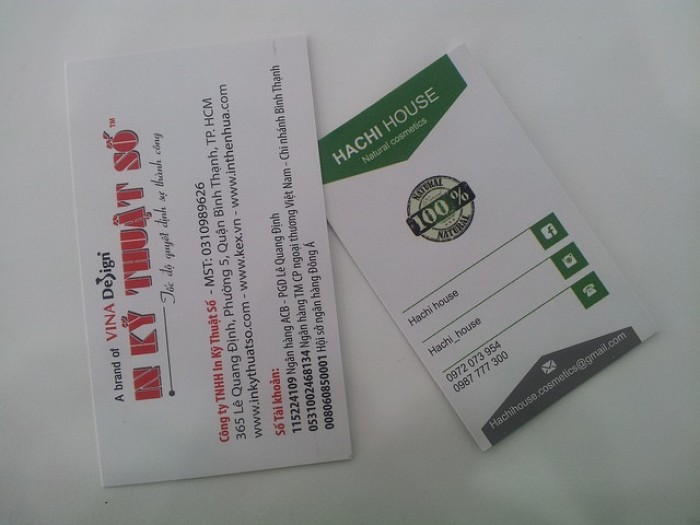 A brand of VINA Design
IN KỸ THUẬT SỐ™
Tốc độ quyết định sự thành công
Công ty TNHH In Kỹ Thuật Số - MST: 0310989626
365 Lê Quang Định, Phường 5, Quận Bình Thạnh, TP. HCM
www.inkythuatso.com - www.kex.vn - www.inthenhua.com
Số Tài khoản:
115224109 Ngân hàng ACB - PGD Lê Quang Định
0531002468134 Ngân hàng TM CP ngoại thương Việt Nam - Chi nhánh Bình Thạnh
008060850001 Hội sở ngân hàng Đông Á
HACHI HOUSE
Natural cosmetics
NATURAL
100%
NATURAL
Hachi house
Hachi_house
0972 073 954
0987 777 300
Hachihouse.cosmetics@gmail.com